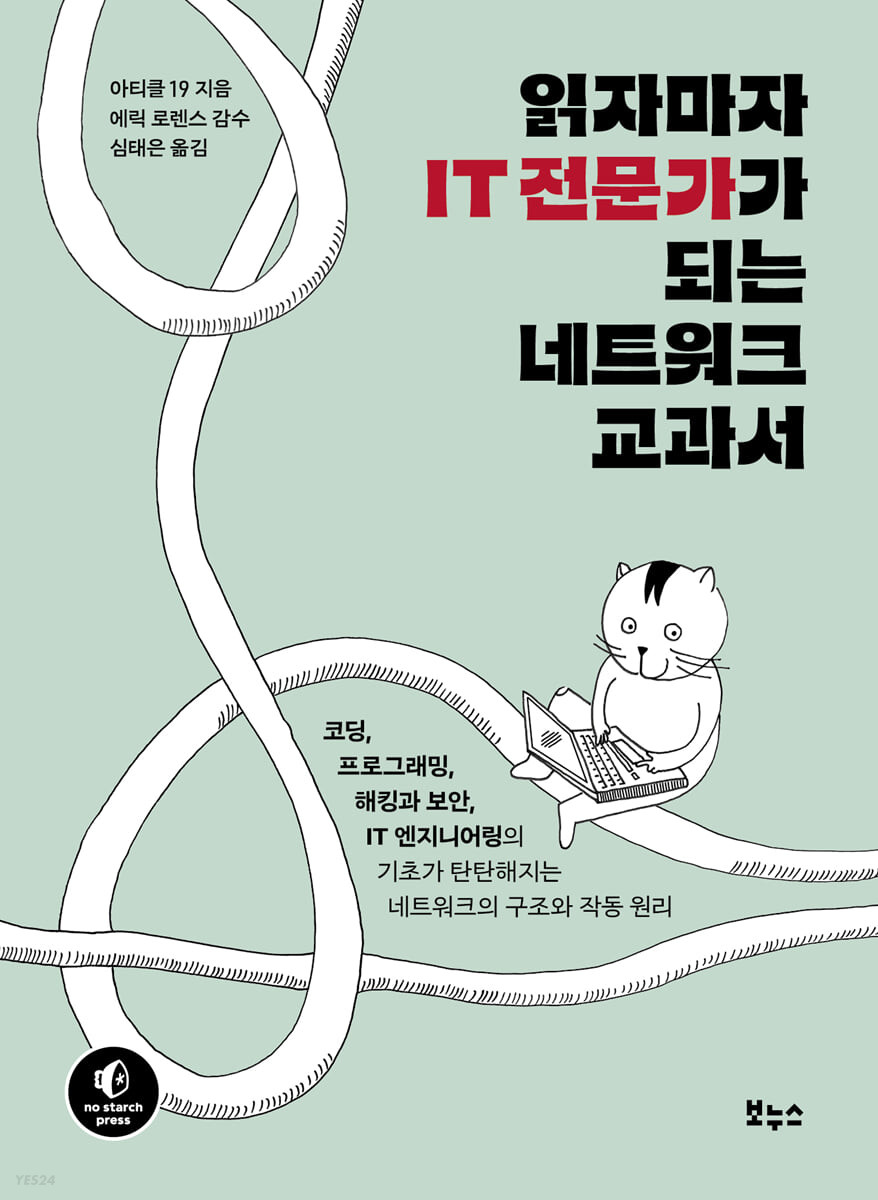 아티클 19 지음
에릭 로렌스 감수
심태은 옮김
읽자마자
IT 전문가가
되는
네트워크
교과서
코딩,
프로그래밍,
해킹과 보안,
IT 엔지니어링의
기초가 탄탄해지는
네트워크의 구조와 작동 원리
no starch
press
보누스
YES24